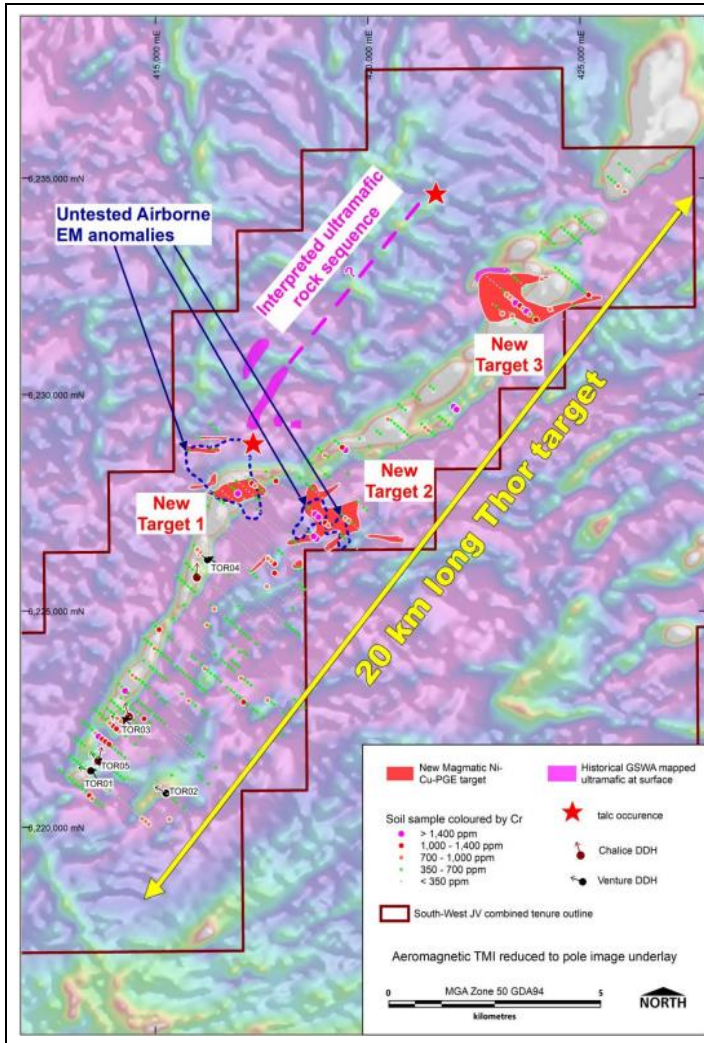 415,000 mE
420,000 mE
425,000 mE
6,235,000 mN
Untested Airborne
EM anomalies
Interpreted ultramafic
rock sequence
?
New
Target 3
6,230,000 mN
New
Target 1
New
Target 2
20 km long Thor target
TOR04
6,225,000 mN
TOR03
TOR05
TOR01
TOR02
6,220,000 mN
New Magmatic Ni-
Cu-PGE target
Historical GSWA mapped
ultramafic at surface
Soil sample coloured by Cr
> 1,400 ppm
1,000 - 1,400 ppm
700 - 1,000 ppm
350 - 700 ppm
< 350 ppm
talc occurence
Chalice DDH
Venture DDH
South-West JV combined tenure outline
Aeromagnetic TMI reduced to pole image underlay
MGA Zone 50 GDA94
0 5
kilometres
NORTH